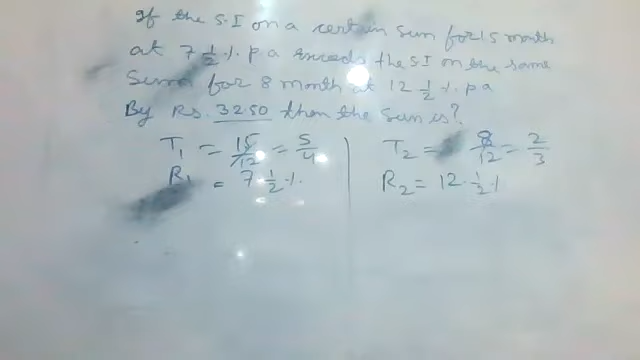 If the S.I on a certain Sum for 15 month
at 7 1/2 %. p.a exceeds the S.I on the same
Sum for 8 month at 12 1/2 %. p a
By Rs. 32.50 then the Sum is?
T1 = 15/12 = 5/4
T2 = 8/12 = 2/3
R1 = 7 1/2 %.
R2 = 12 1/2 %